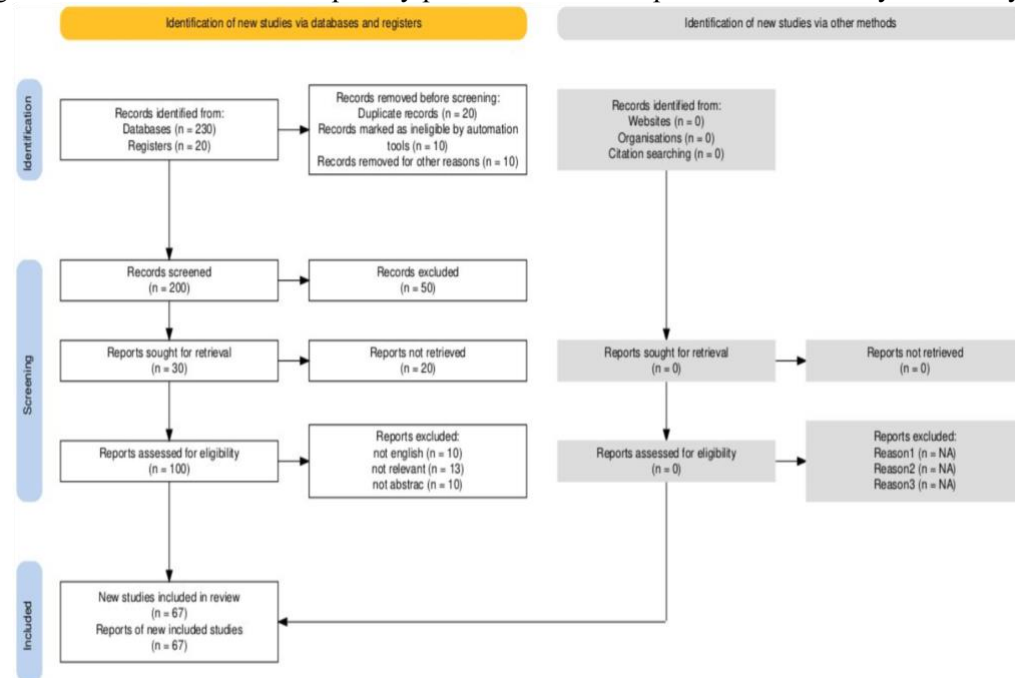 Identification of new studies via databases and registers
Identification of new studies via other methods
Identification
Records identified from:
Databases (n = 230)
Registers (n = 20)
Records removed before screening:
Duplicate records (n = 20)
Records marked as ineligible by automation
tools (n = 10)
Records removed for other reasons (n = 10)
Records identified from:
Websites (n = 0)
Organisations (n = 0)
Citation searching (n = 0)
Screening
Records screened
(n = 200)
Records excluded
(n = 50)
Reports sought for retrieval
(n = 30)
Reports not retrieved
(n = 20)
Reports sought for retrieval
(n = 0)
Reports not retrieved
(n = 0)
Reports assessed for eligibility
(n = 100)
Reports excluded:
not english (n = 10)
not relevant (n = 13)
not abstrac (n = 10)
Reports assessed for eligibility
(n = 0)
Reports excluded:
Reason1 (n = NA)
Reason2 (n = NA)
Reason3 (n = NA)
Included
New studies included in review
(n = 67)
Reports of new included studies
(n = 67)